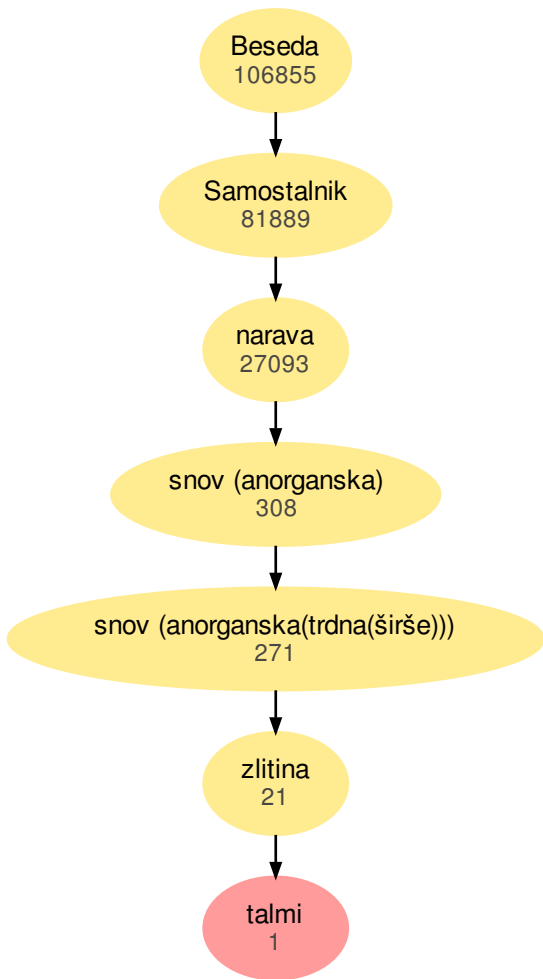 Beseda
106855
Samostalnik
81889
narava
27093
snov (anorganska)
308
snov (anorganska(trdna(širše)))
271
zlitina
21
talmi
1